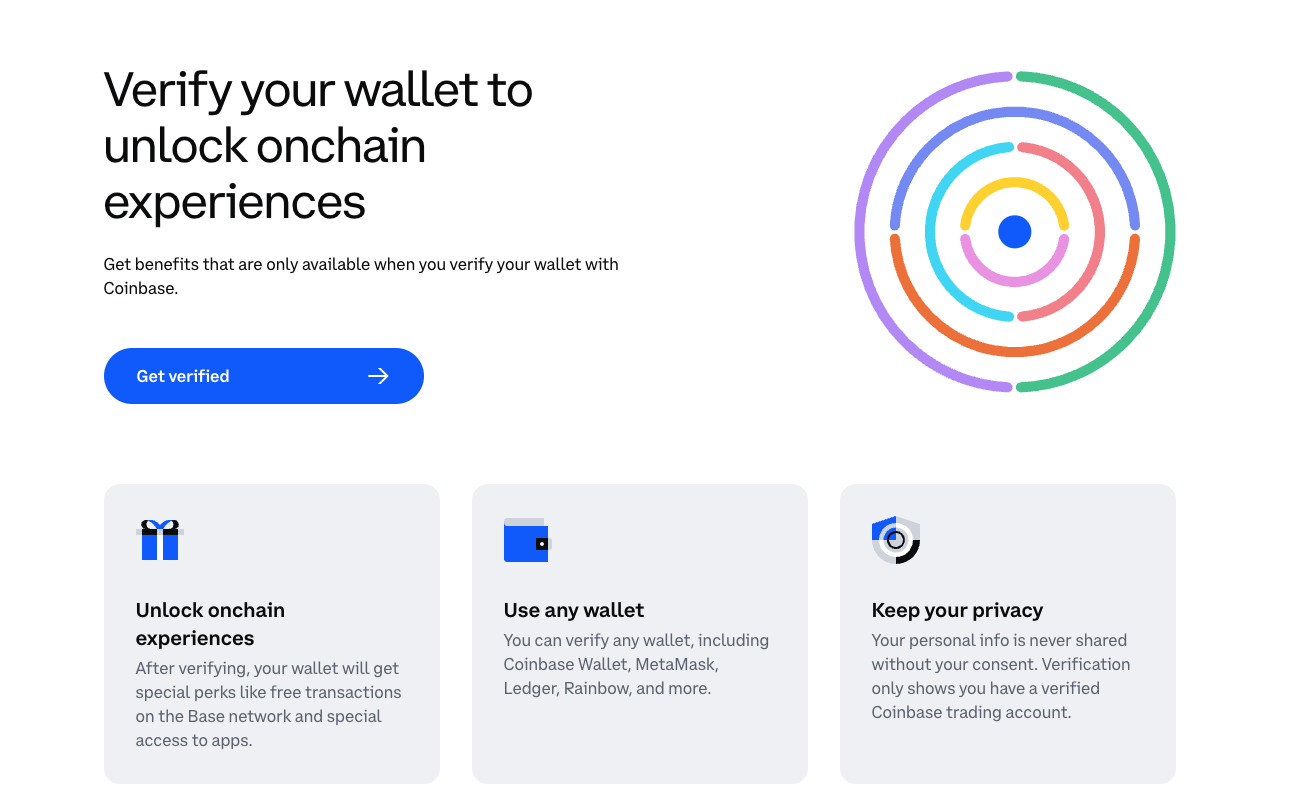 Verify your wallet to
unlock onchain
experiences
Get benefits that are only available when you verify your wallet with
Coinbase.
Get verified
Unlock onchain
experiences
After verifying, your wallet will get
special perks like free transactions
on the Base network and special
access to apps.
Use any wallet
You can verify any wallet, including
Coinbase Wallet, MetaMask,
Ledger, Rainbow, and more.
Keep your privacy
Your personal info is never shared
without your consent. Verification
only shows you have a verified
Coinbase trading account.